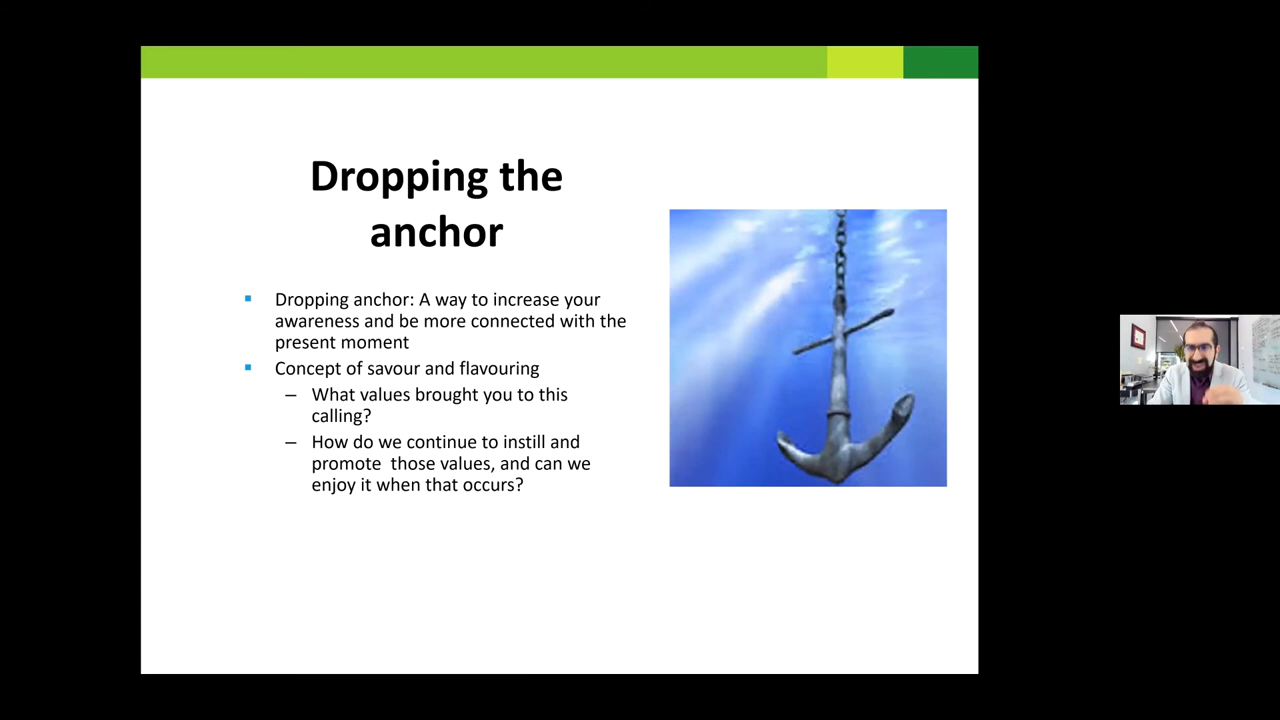 Dropping the
anchor
▪ Dropping anchor: A way to increase your
awareness and be more connected with the
present moment
▪ Concept of savour and flavouring
– What values brought you to this
calling?
– How do we continue to instill and
promote  those values, and can we
enjoy it when that occurs?